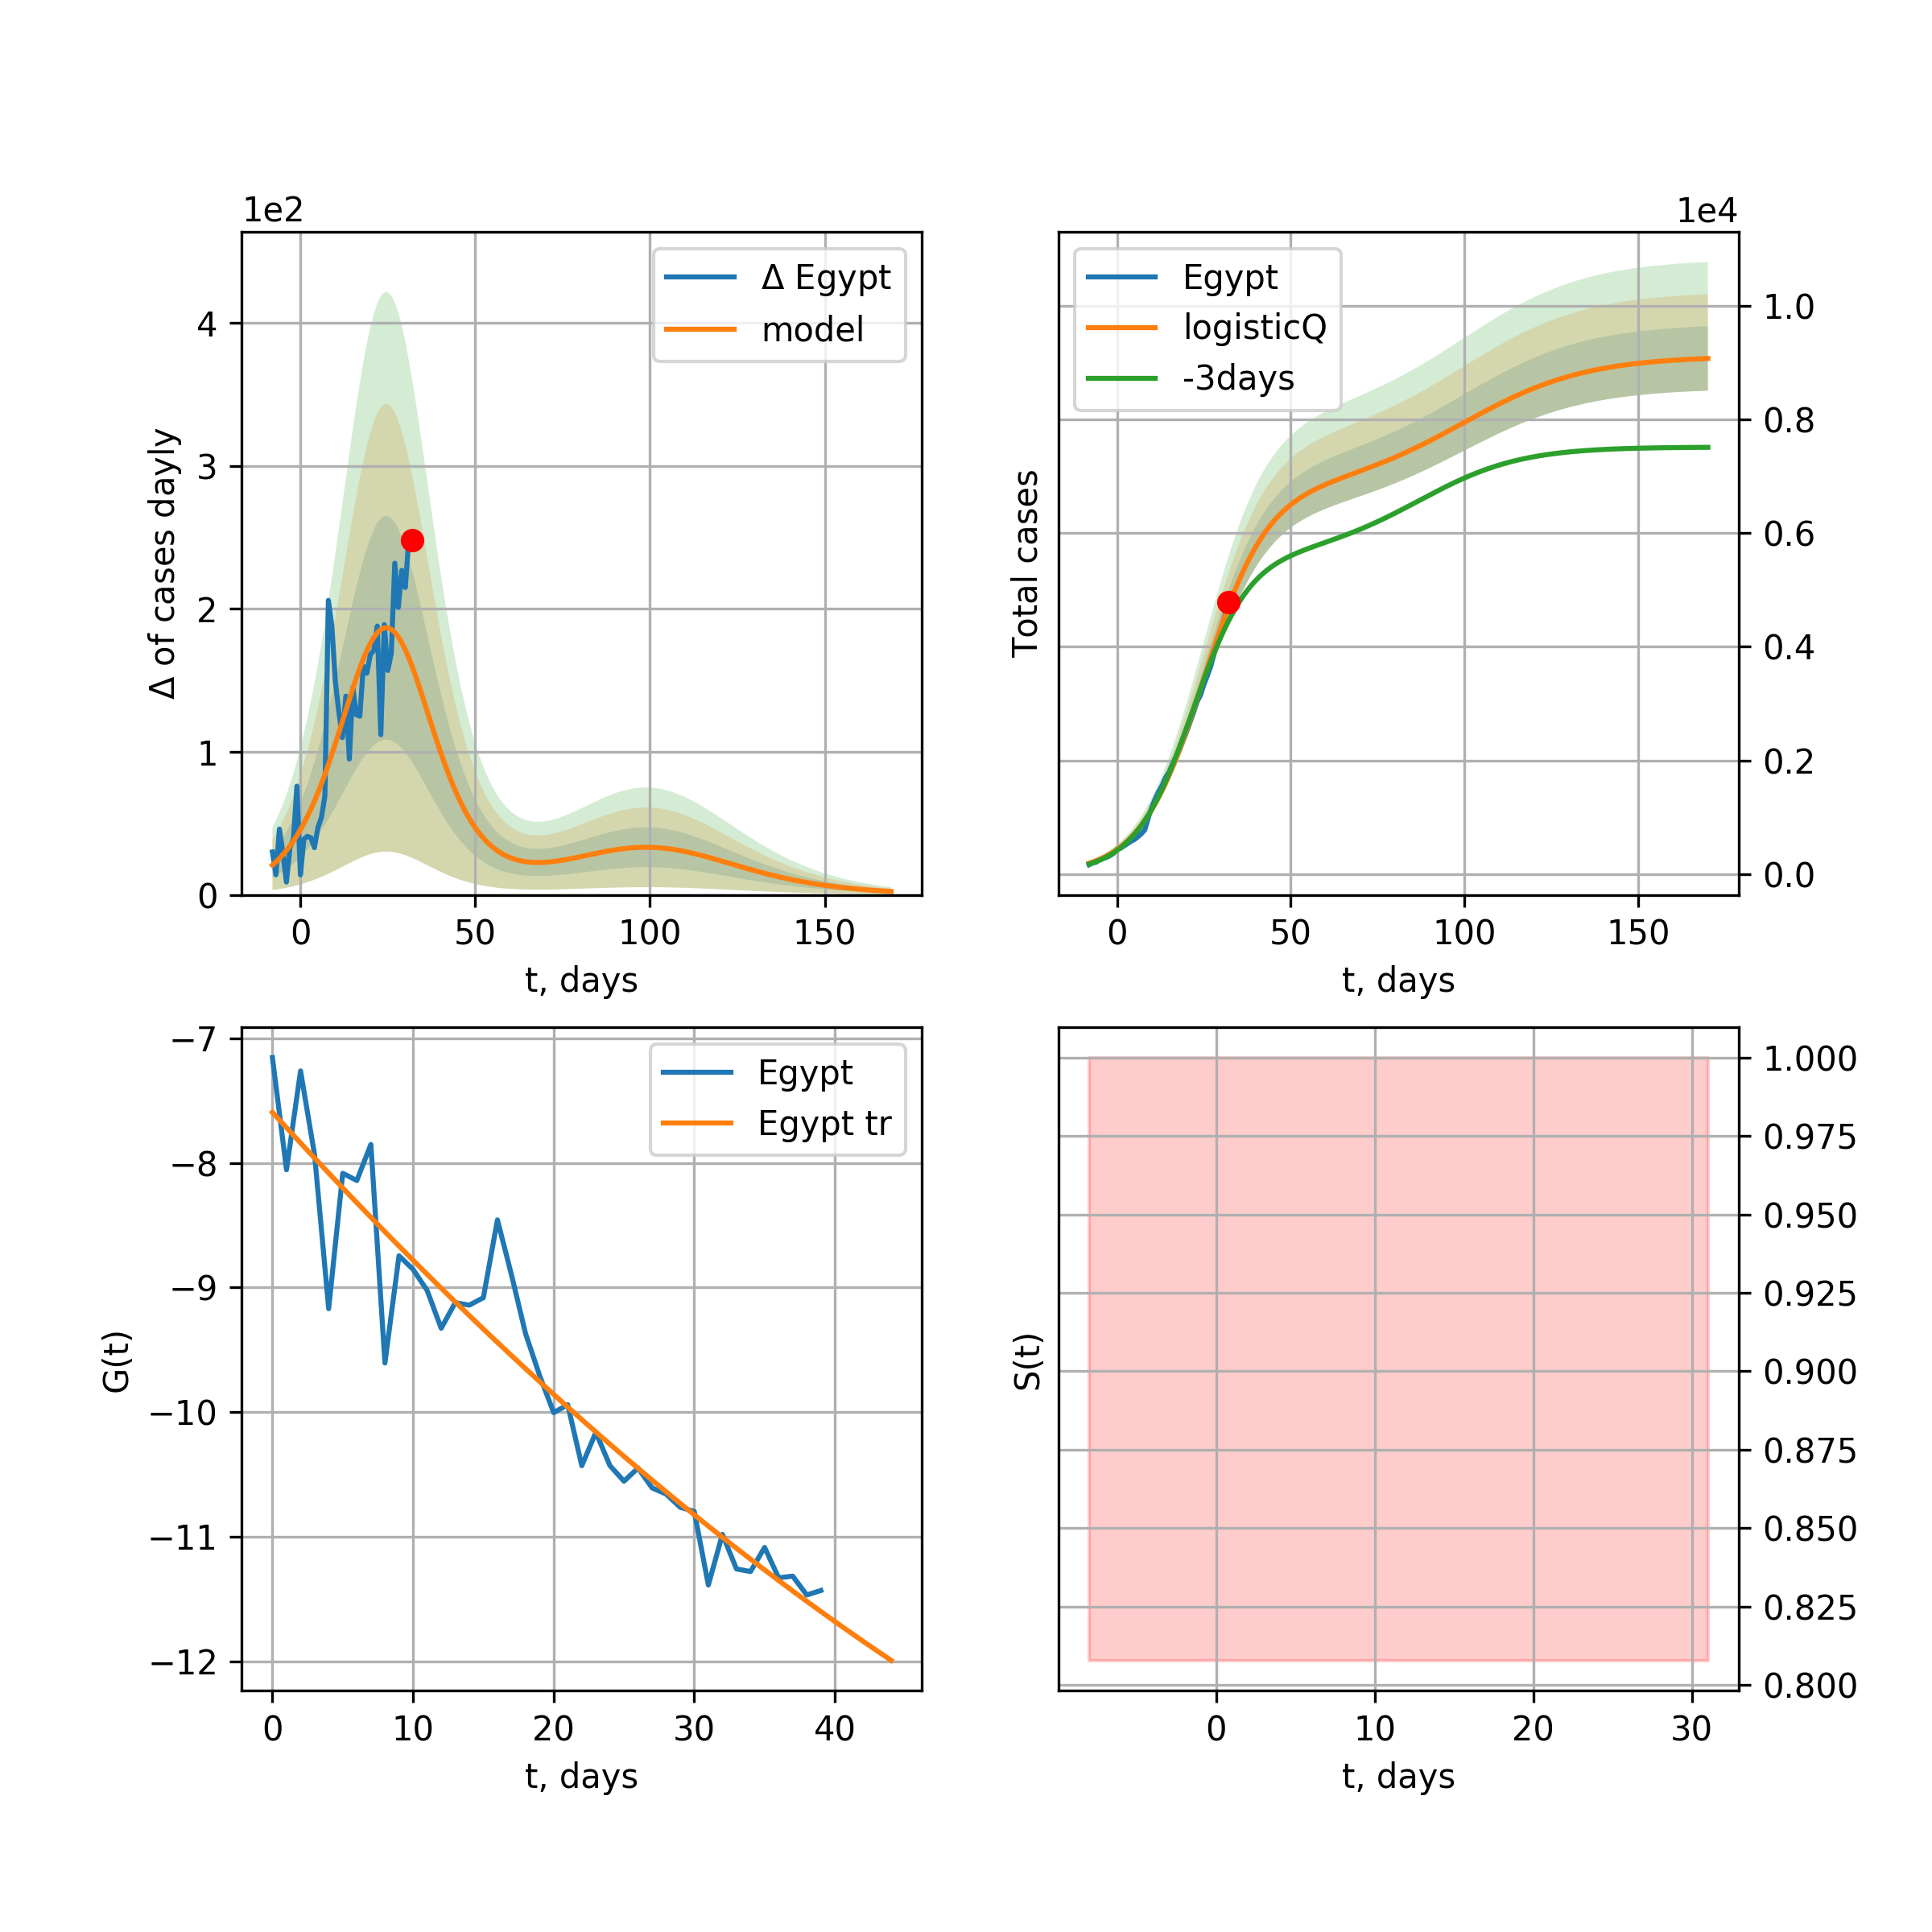 1e2
Δ of cases dayly
4
3
2
1
0
Δ Egypt
model
0 50 100 150
t, days
1e4
Total cases
Egypt
logisticQ
-3days
1.0
0.8
0.6
0.4
0.2
0.0
0 50 100 150
t, days
G(t)
−7
−8
−9
−10
−11
−12
Egypt
Egypt tr
0 10 20 30 40
t, days
S(t)
1.000
0.975
0.950
0.925
0.900
0.875
0.850
0.825
0.800
0 10 20 30
t, days